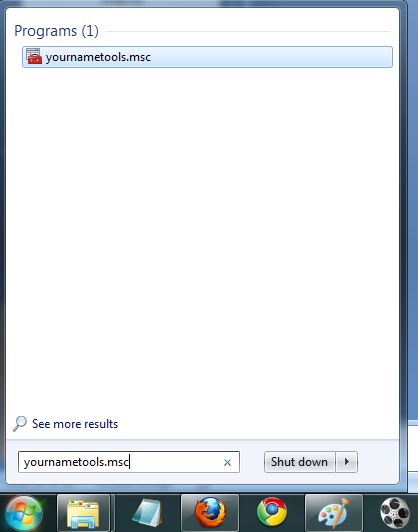 Programs (1)
yournametools.msc
See more results
yournametools.msc
Shut down